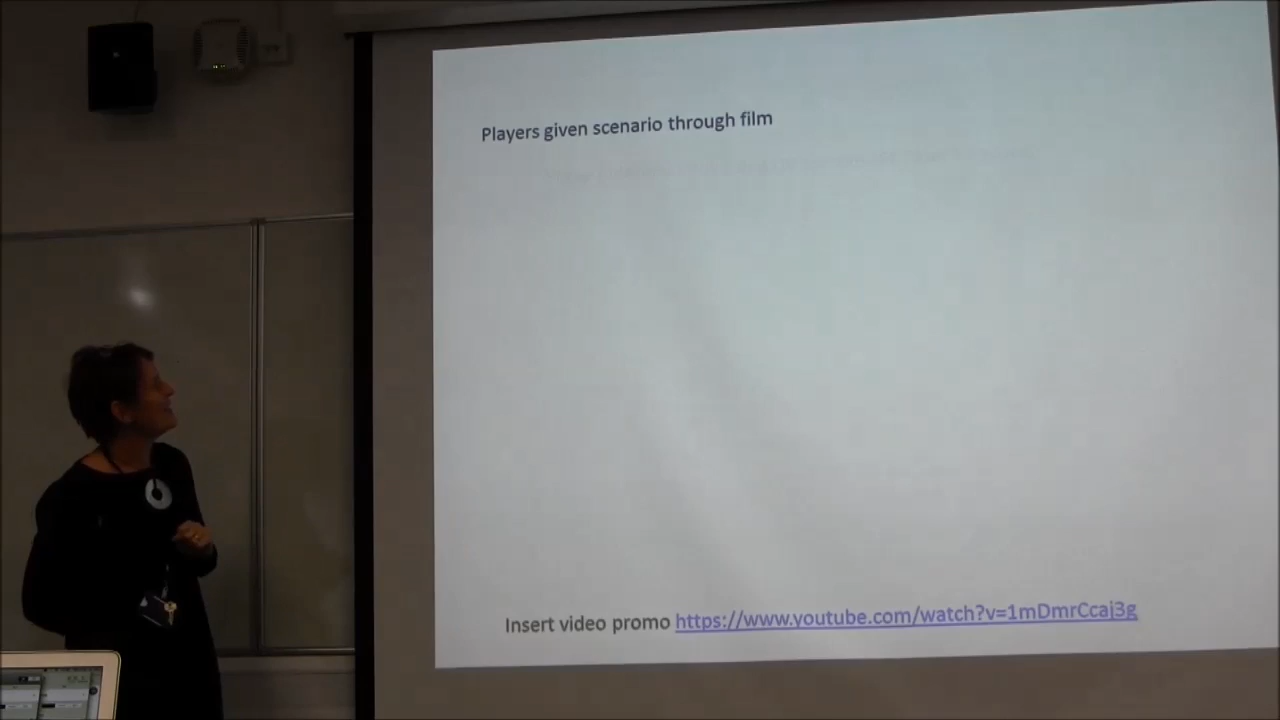 Players given scenario through film
Insert video promo https://www.youtube.com/watch?v=1mDmrCcaj3g